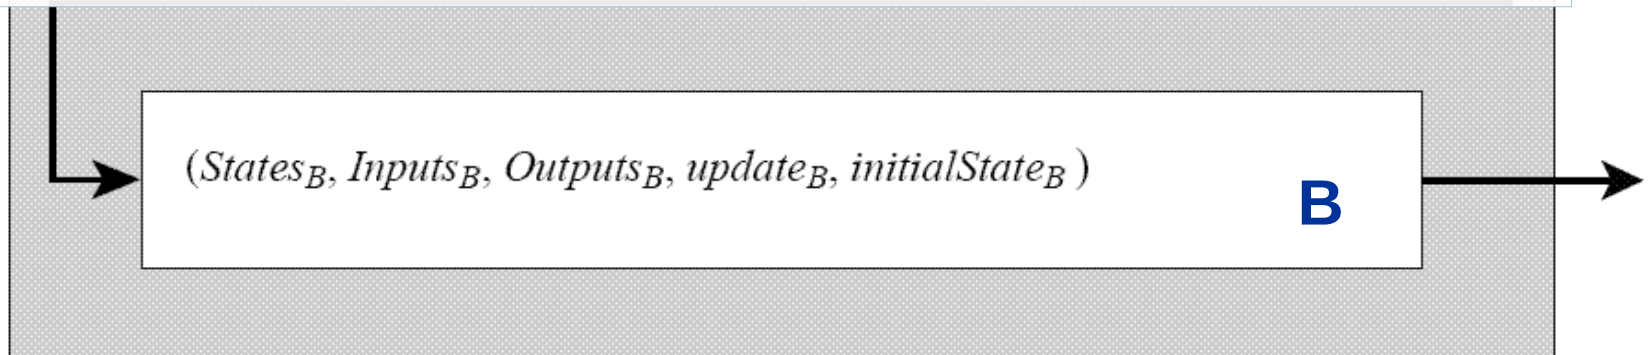 (States_B, Inputs_B, Outputs_B, update_B, initialState_B )
B